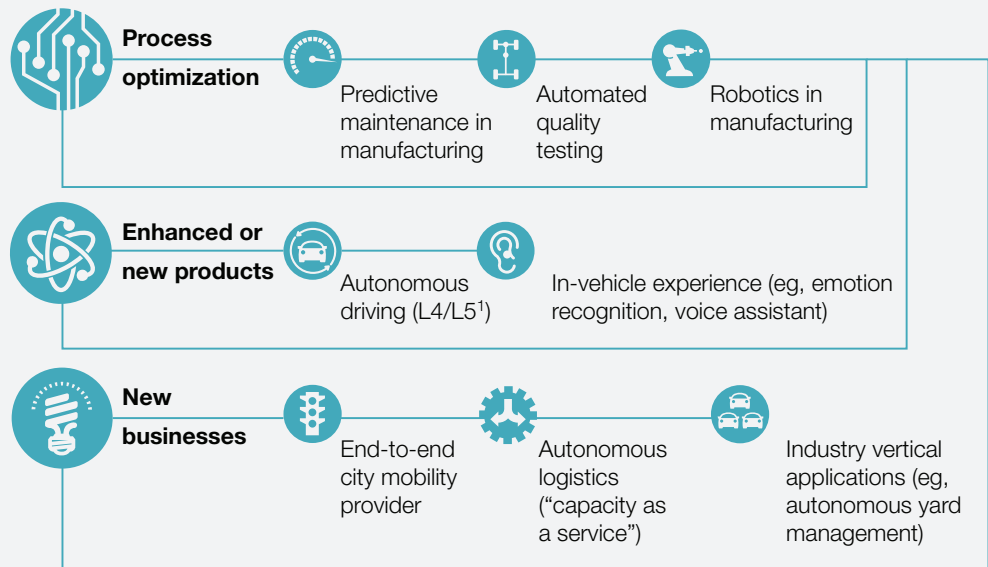 Process
optimization
Predictive
maintenance in
manufacturing
Automated
quality
testing
Robotics in
manufacturing
Enhanced or
new products
Autonomous
driving (L4/L5¹)
In-vehicle experience (eg, emotion
recognition, voice assistant)
New
businesses
End-to-end
city mobility
provider
Autonomous
logistics
(“capacity as
a service”)
Industry vertical
applications (eg,
autonomous yard
management)